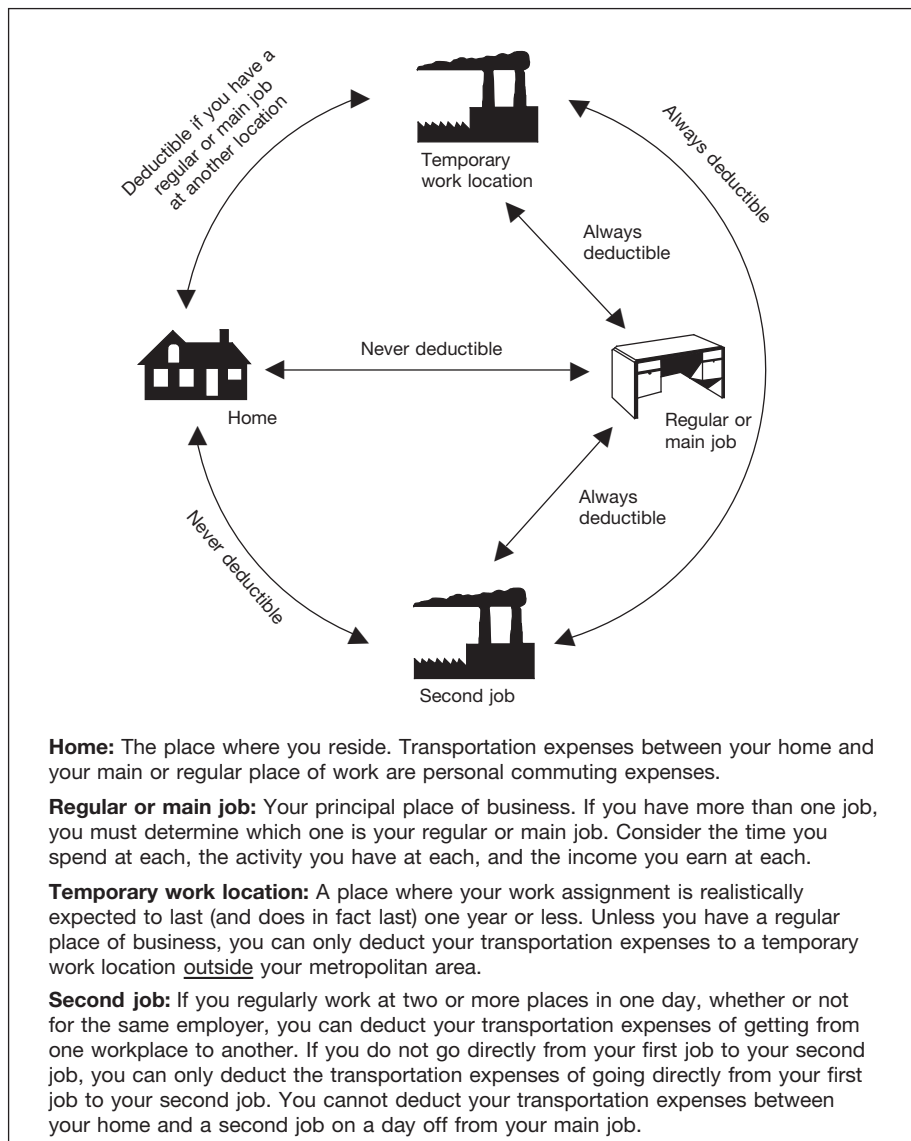 Deductible if you have a
regular or main job
at another location
Temporary
work location
Always deductible
Always
deductible
Never deductible
Home
Regular or
main job
Always
deductible
Never deductible
Second job
Home: The place where you reside. Transportation expenses between your home and
your main or regular place of work are personal commuting expenses.
Regular or main job: Your principal place of business. If you have more than one job,
you must determine which one is your regular or main job. Consider the time you
spend at each, the activity you have at each, and the income you earn at each.
Temporary work location: A place where your work assignment is realistically
expected to last (and does in fact last) one year or less. Unless you have a regular
place of business, you can only deduct your transportation expenses to a temporary
work location outside your metropolitan area.
Second job: If you regularly work at two or more places in one day, whether or not
for the same employer, you can deduct your transportation expenses of getting from
one workplace to another. If you do not go directly from your first job to your second
job, you can only deduct the transportation expenses of going directly from your first
job to your second job. You cannot deduct your transportation expenses between
your home and a second job on a day off from your main job.